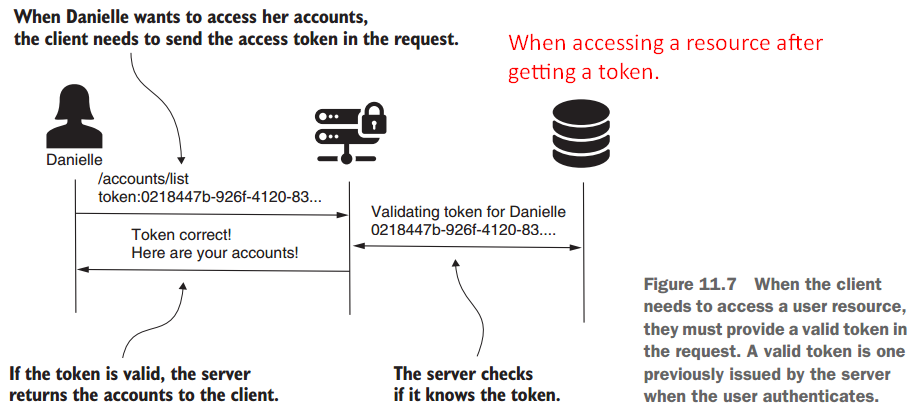 When Danielle wants to access her accounts,
the client needs to send the access token in the request.
When accessing a resource after
getting a token.
Danielle
/accounts/list
token:0218447b-926f-4120-83...
Token correct!
Here are your accounts!
Validating token for Danielle
0218447b-926f-4120-83....
If the token is valid, the server
returns the accounts to the client.
The server checks
if it knows the token.
Figure 11.7 When the client
needs to access a user resource,
they must provide a valid token in
the request. A valid token is one
previously issued by the server
when the user authenticates.